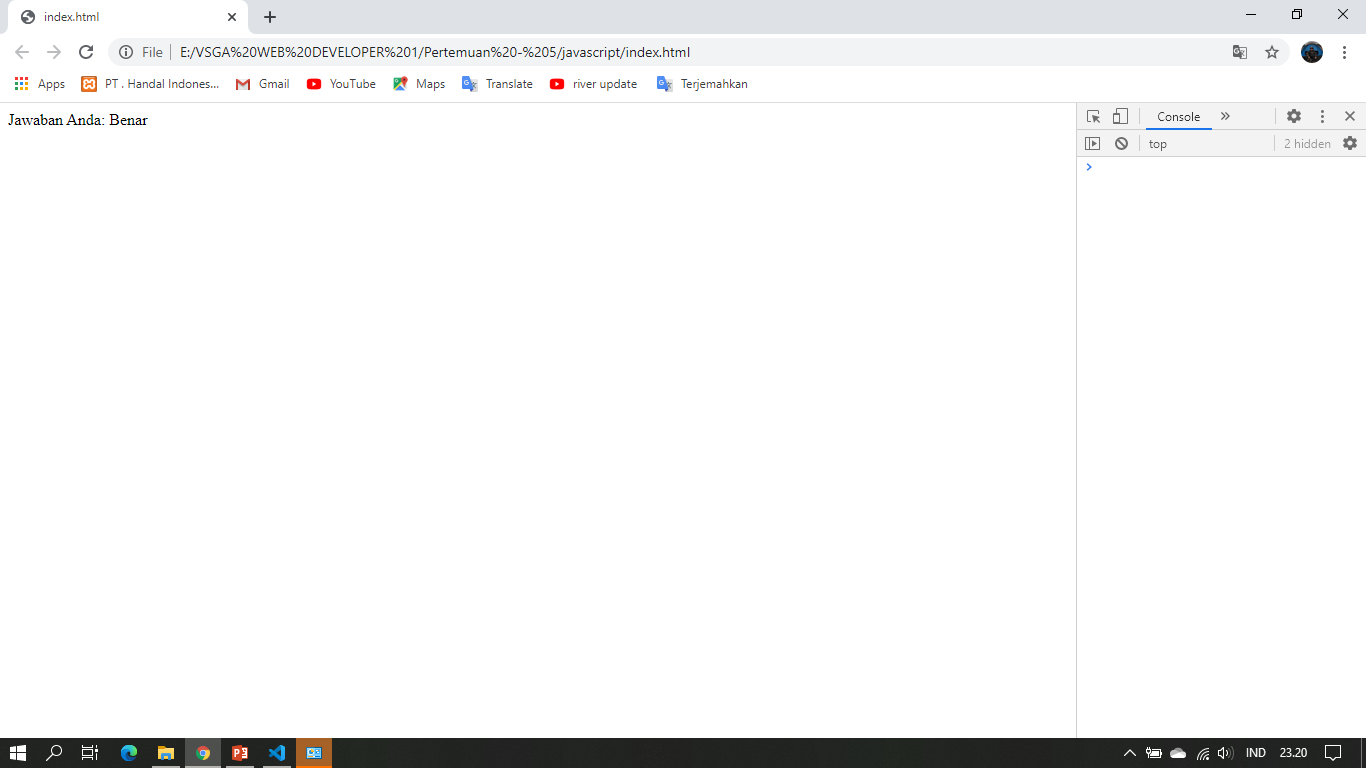 index.html
File E:/VSGA%20WEB%20DEVELOPER%201/Pertemuan%20-%205/javascript/index.html
Apps PT . Handal Indones... Gmail YouTube Maps Translate river update Terjemahkan
Jawaban Anda: Benar
Console
top 2 hidden
IND 23.20